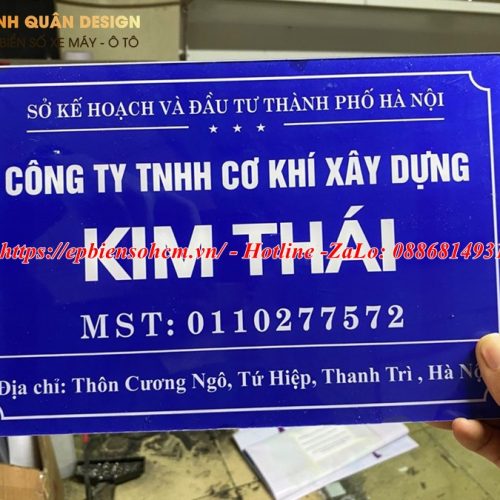 NH QUÂN DESIGN
BIỂN SỐ XE MÁY - Ô TÔ
SỞ KẾ HOẠCH VÀ ĐẦU TƯ THÀNH PHỐ HÀ NỘI
CÔNG TY TNHH CƠ KHÍ XÂY DỰNG
KIM THÁI
https://epbiensohcm.vn/ - Hotline -ZaLo: 088681493
MST: 0110277572
Địa chỉ: Thôn Cương Ngô, Tứ Hiệp, Thanh Trì , Hà Nộ